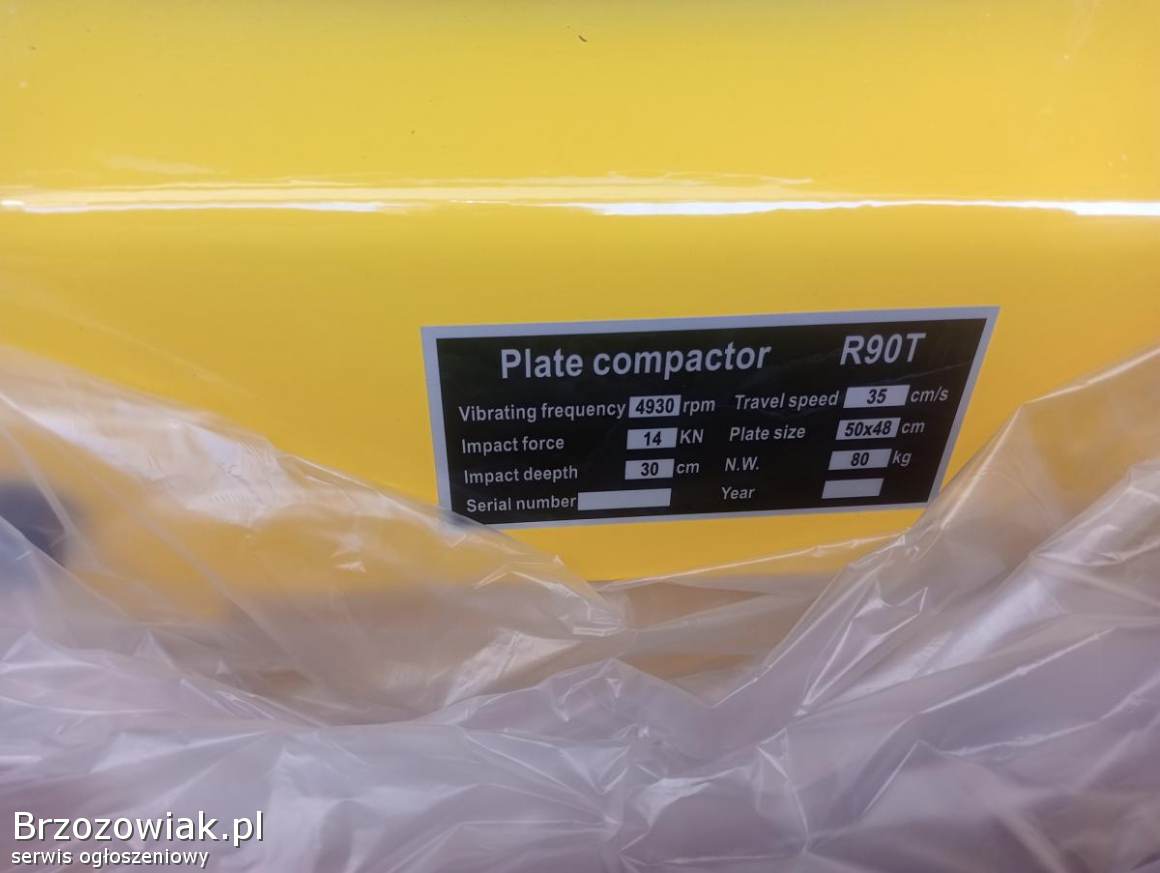 Plate compactor R90T
Vibrating frequency 4930 rpm Travel speed 35 cm/s
Impact force 14 KN Plate size 50x48 cm
Impact deepth 30 cm N.W. 80 kg
Serial number Year
Brzozowiak.pl
serwis ogłoszeniowy